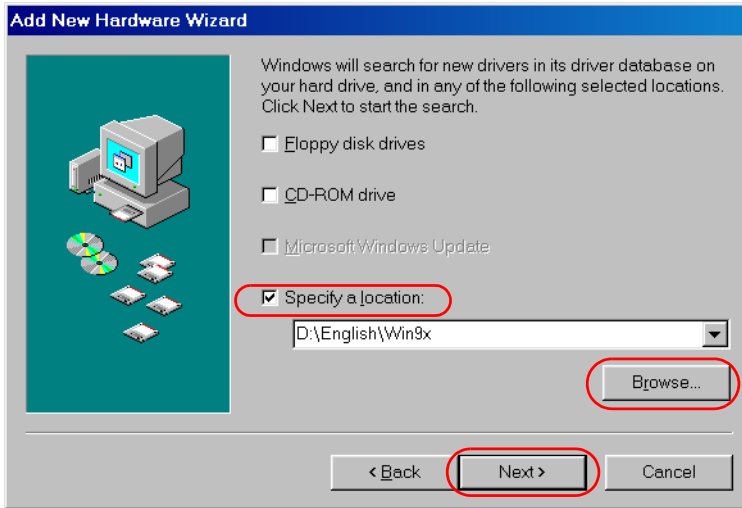 Add New Hardware Wizard
Windows will search for new drivers in its driver database on
your hard drive, and in any of the following selected locations.
Click Next to start the search.
Floppy disk drives
CD-ROM drive
Microsoft Windows Update
Specify a location:
D:\English\Win9x
Browse...
< Back
Next >
Cancel